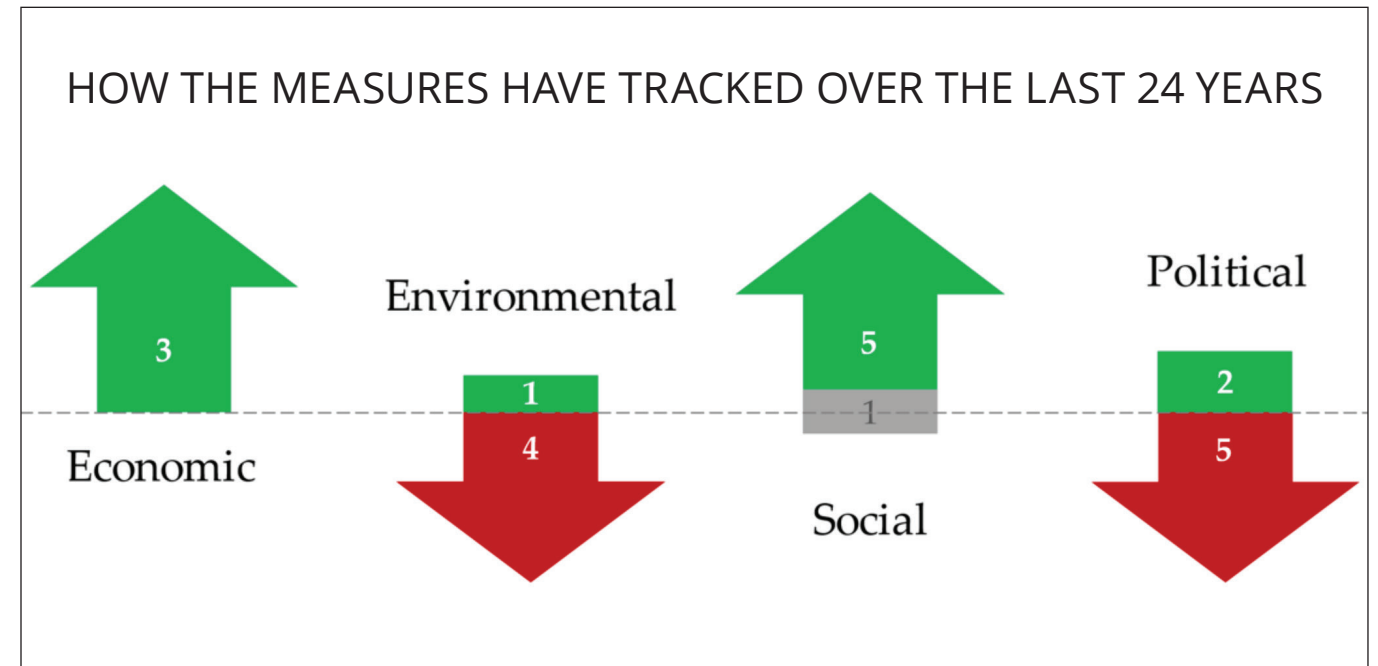 HOW THE MEASURES HAVE TRACKED OVER THE LAST 24 YEARS
3
Economic
Environmental
1
4
5
1
Social
Political
2
5